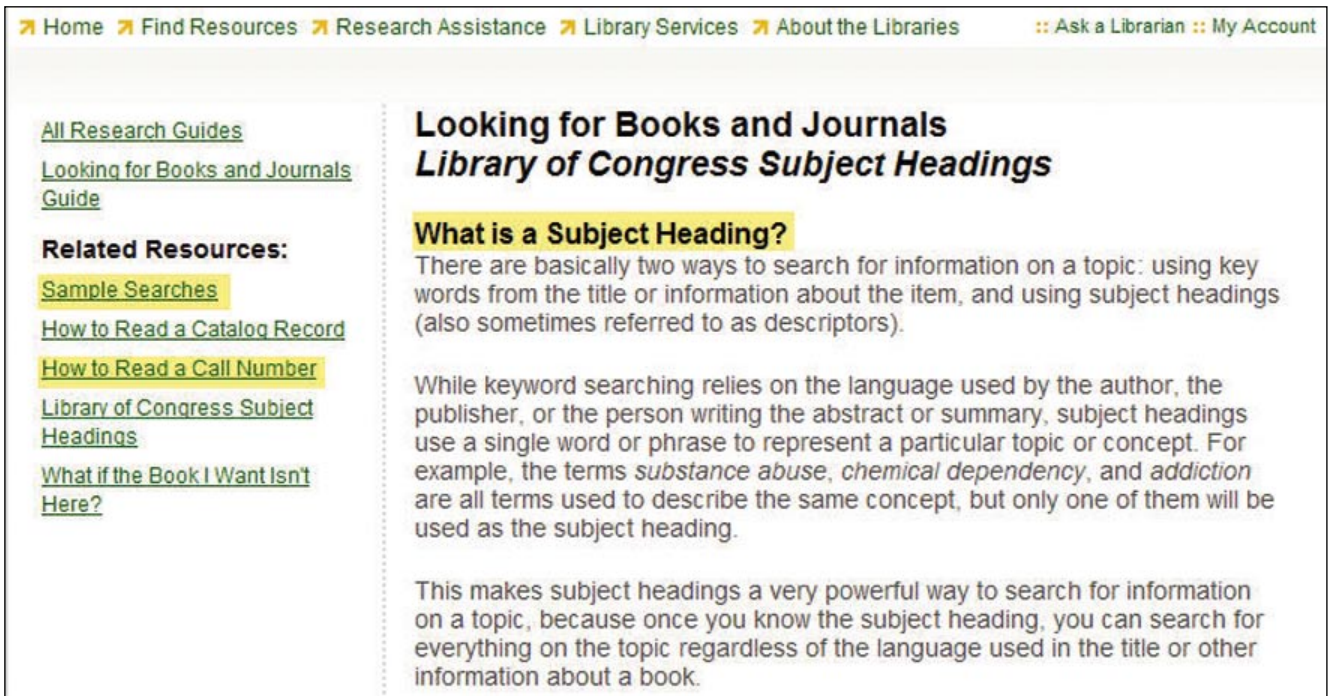 Home Find Resources Research Assistance Library Services About the Libraries :: Ask a Librarian :: My Account
All Research Guides
Looking for Books and Journals
Guide
Related Resources:
Sample Searches
How to Read a Catalog Record
How to Read a Call Number
Library of Congress Subject
Headings
What if the Book I Want Isn't
Here?
Looking for Books and Journals
Library of Congress Subject Headings
What is a Subject Heading?
There are basically two ways to search for information on a topic: using key
words from the title or information about the item, and using subject headings
(also sometimes referred to as descriptors).
While keyword searching relies on the language used by the author, the
publisher, or the person writing the abstract or summary, subject headings
use a single word or phrase to represent a particular topic or concept. For
example, the terms substance abuse, chemical dependency, and addiction
are all terms used to describe the same concept, but only one of them will be
used as the subject heading.
This makes subject headings a very powerful way to search for information
on a topic, because once you know the subject heading, you can search for
everything on the topic regardless of the language used in the title or other
information about a book.